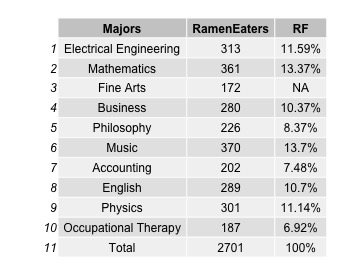 Majors RamenEaters RF
1 Electrical Engineering 313 11.59%
2 Mathematics 361 13.37%
3 Fine Arts 172 NA
4 Business 280 10.37%
5 Philosophy 226 8.37%
6 Music 370 13.7%
7 Accounting 202 7.48%
8 English 289 10.7%
9 Physics 301 11.14%
10 Occupational Therapy 187 6.92%
11 Total 2701 100%